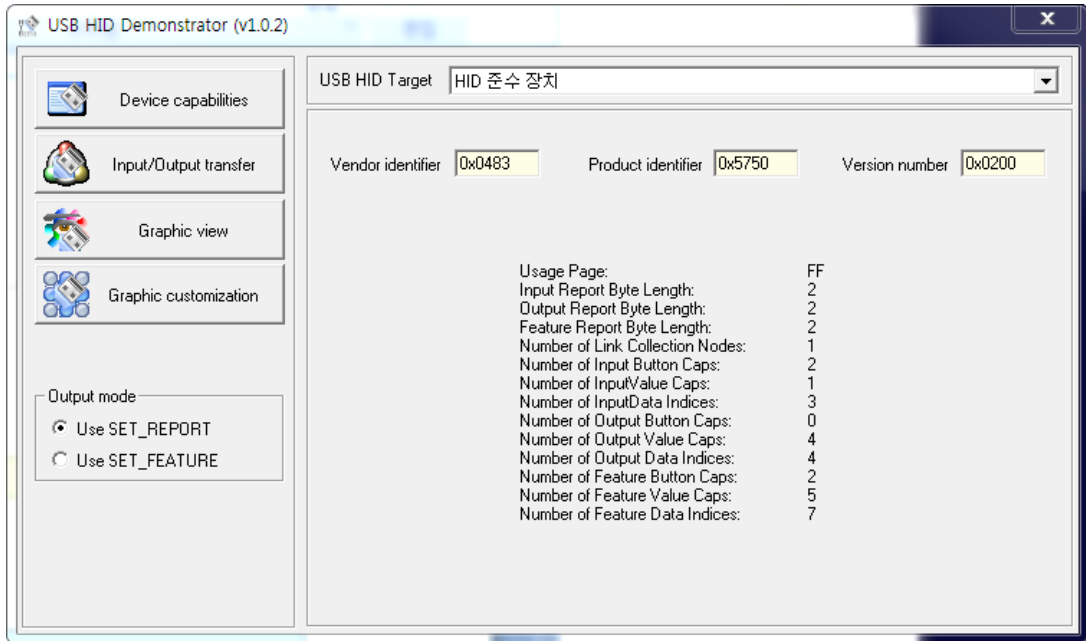 USB HID Demonstrator (v1.0.2)
X
Device capabilities
Input/Output transfer
Graphic view
Graphic customization
Output mode
Use SET_REPORT
Use SET_FEATURE
USB HID Target HID 준수 장치
Vendor identifier 0x0483 Product identifier 0x5750 Version number 0x0200
Usage Page: FF
Input Report Byte Length: 2
Output Report Byte Length: 2
Feature Report Byte Length: 2
Number of Link Collection Nodes: 1
Number of Input Button Caps: 2
Number of InputValue Caps: 1
Number of InputData Indices: 3
Number of Output Button Caps: 0
Number of Output Value Caps: 4
Number of Output Data Indices: 4
Number of Feature Button Caps: 2
Number of Feature Value Caps: 5
Number of Feature Data Indices: 7